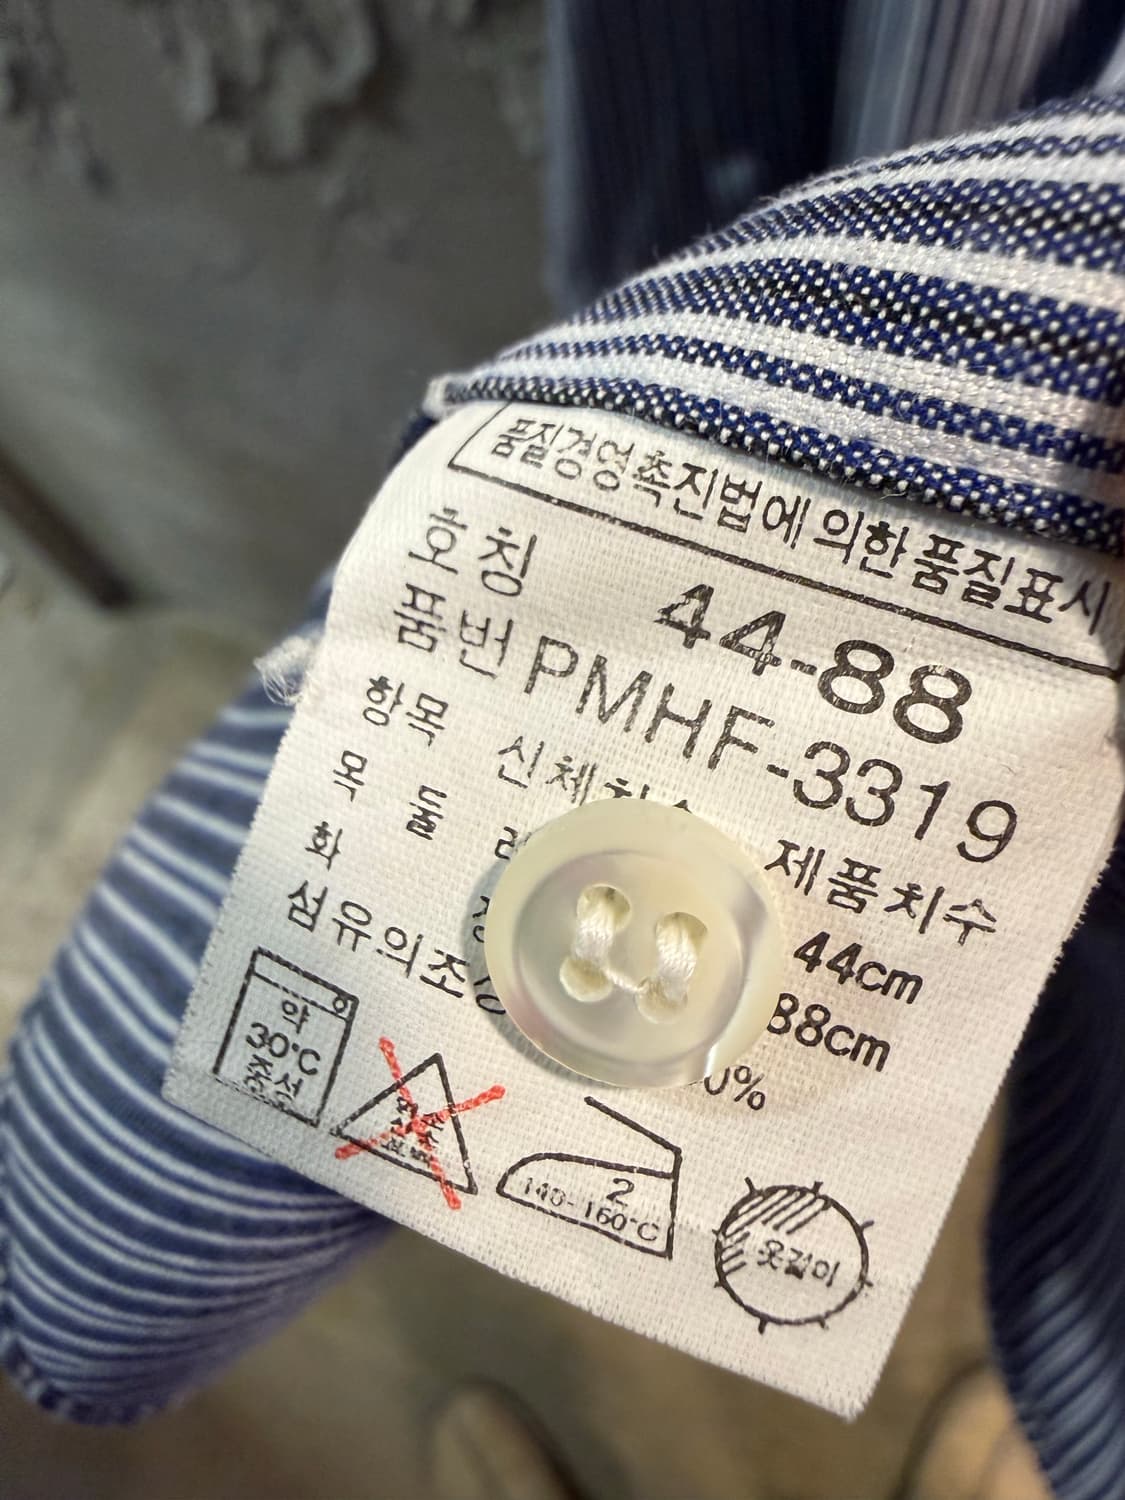 품질경영촉진법에 의한 품질표시
호칭 44-88
품번 PMHF-3319
항목 신체치수 제품치수
목 44cm
화 88cm
섬유의조성 0%
약 30°C
2
140-160°C
옷걸이